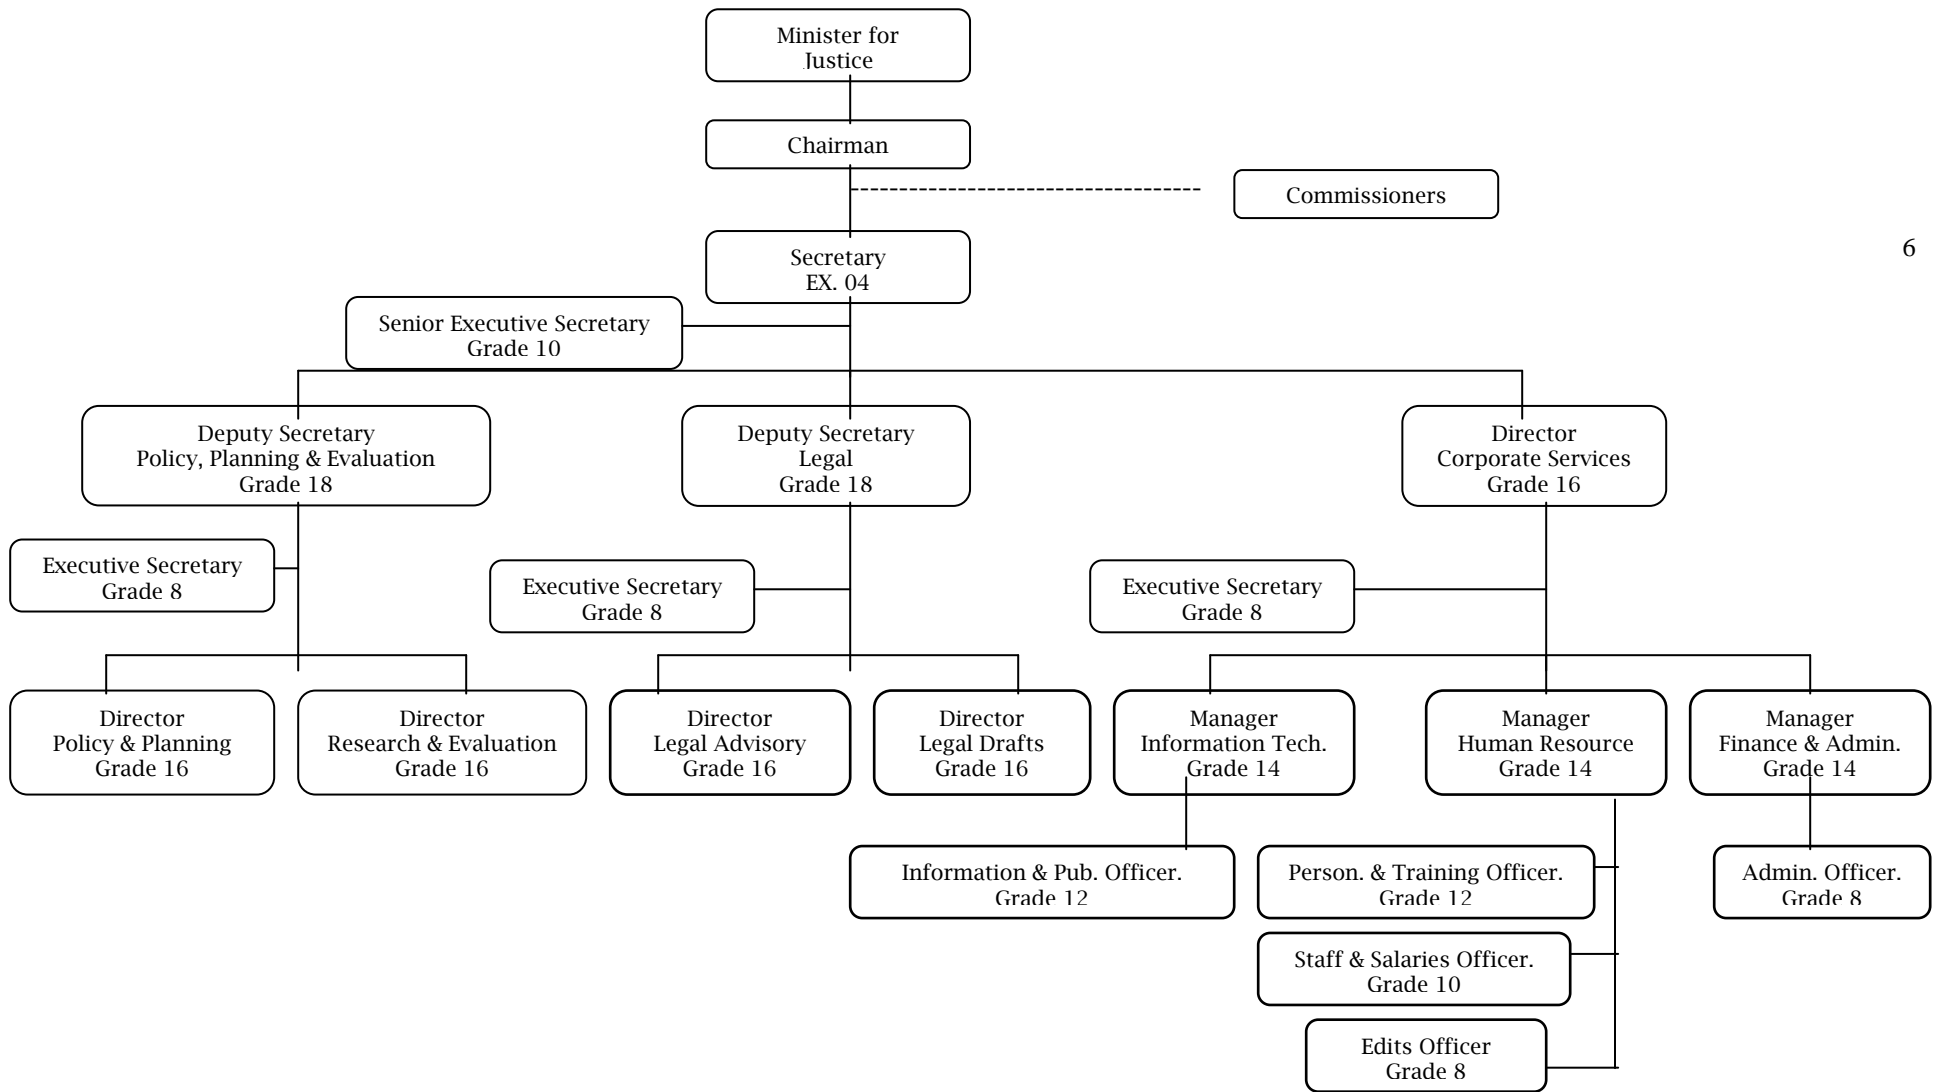 Minister for
Justice
Chairman
Commissioners
Secretary
EX. 04
6
Senior Executive Secretary
Grade 10
Deputy Secretary
Policy, Planning & Evaluation
Grade 18
Deputy Secretary
Legal
Grade 18
Director
Corporate Services
Grade 16
Executive Secretary
Grade 8
Executive Secretary
Grade 8
Executive Secretary
Grade 8
Director
Policy & Planning
Grade 16
Director
Research & Evaluation
Grade 16
Director
Legal Advisory
Grade 16
Director
Legal Drafts
Grade 16
Manager
Information Tech.
Grade 14
Manager
Human Resource
Grade 14
Manager
Finance & Admin.
Grade 14
Information & Pub. Officer.
Grade 12
Person. & Training Officer.
Grade 12
Admin. Officer.
Grade 8
Staff & Salaries Officer.
Grade 10
Edits Officer
Grade 8